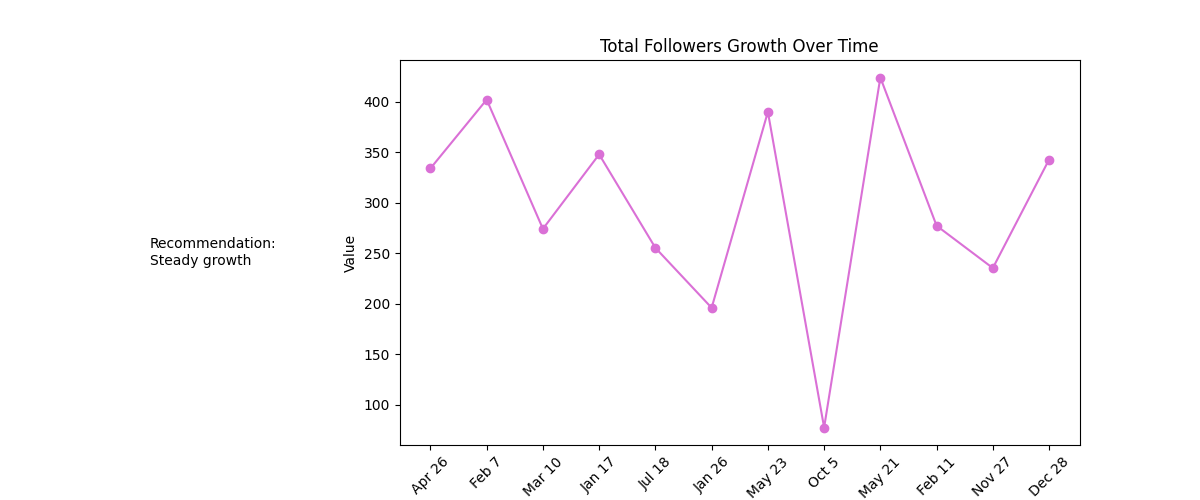 Total Followers Growth Over Time
Recommendation:
Steady growth
Value
400
350
300
250
200
150
100
Apr 26
Feb 7
Mar 10
Jan 17
Jul 18
Jan 26
May 23
Oct 5
May 21
Feb 11
Nov 27
Dec 28